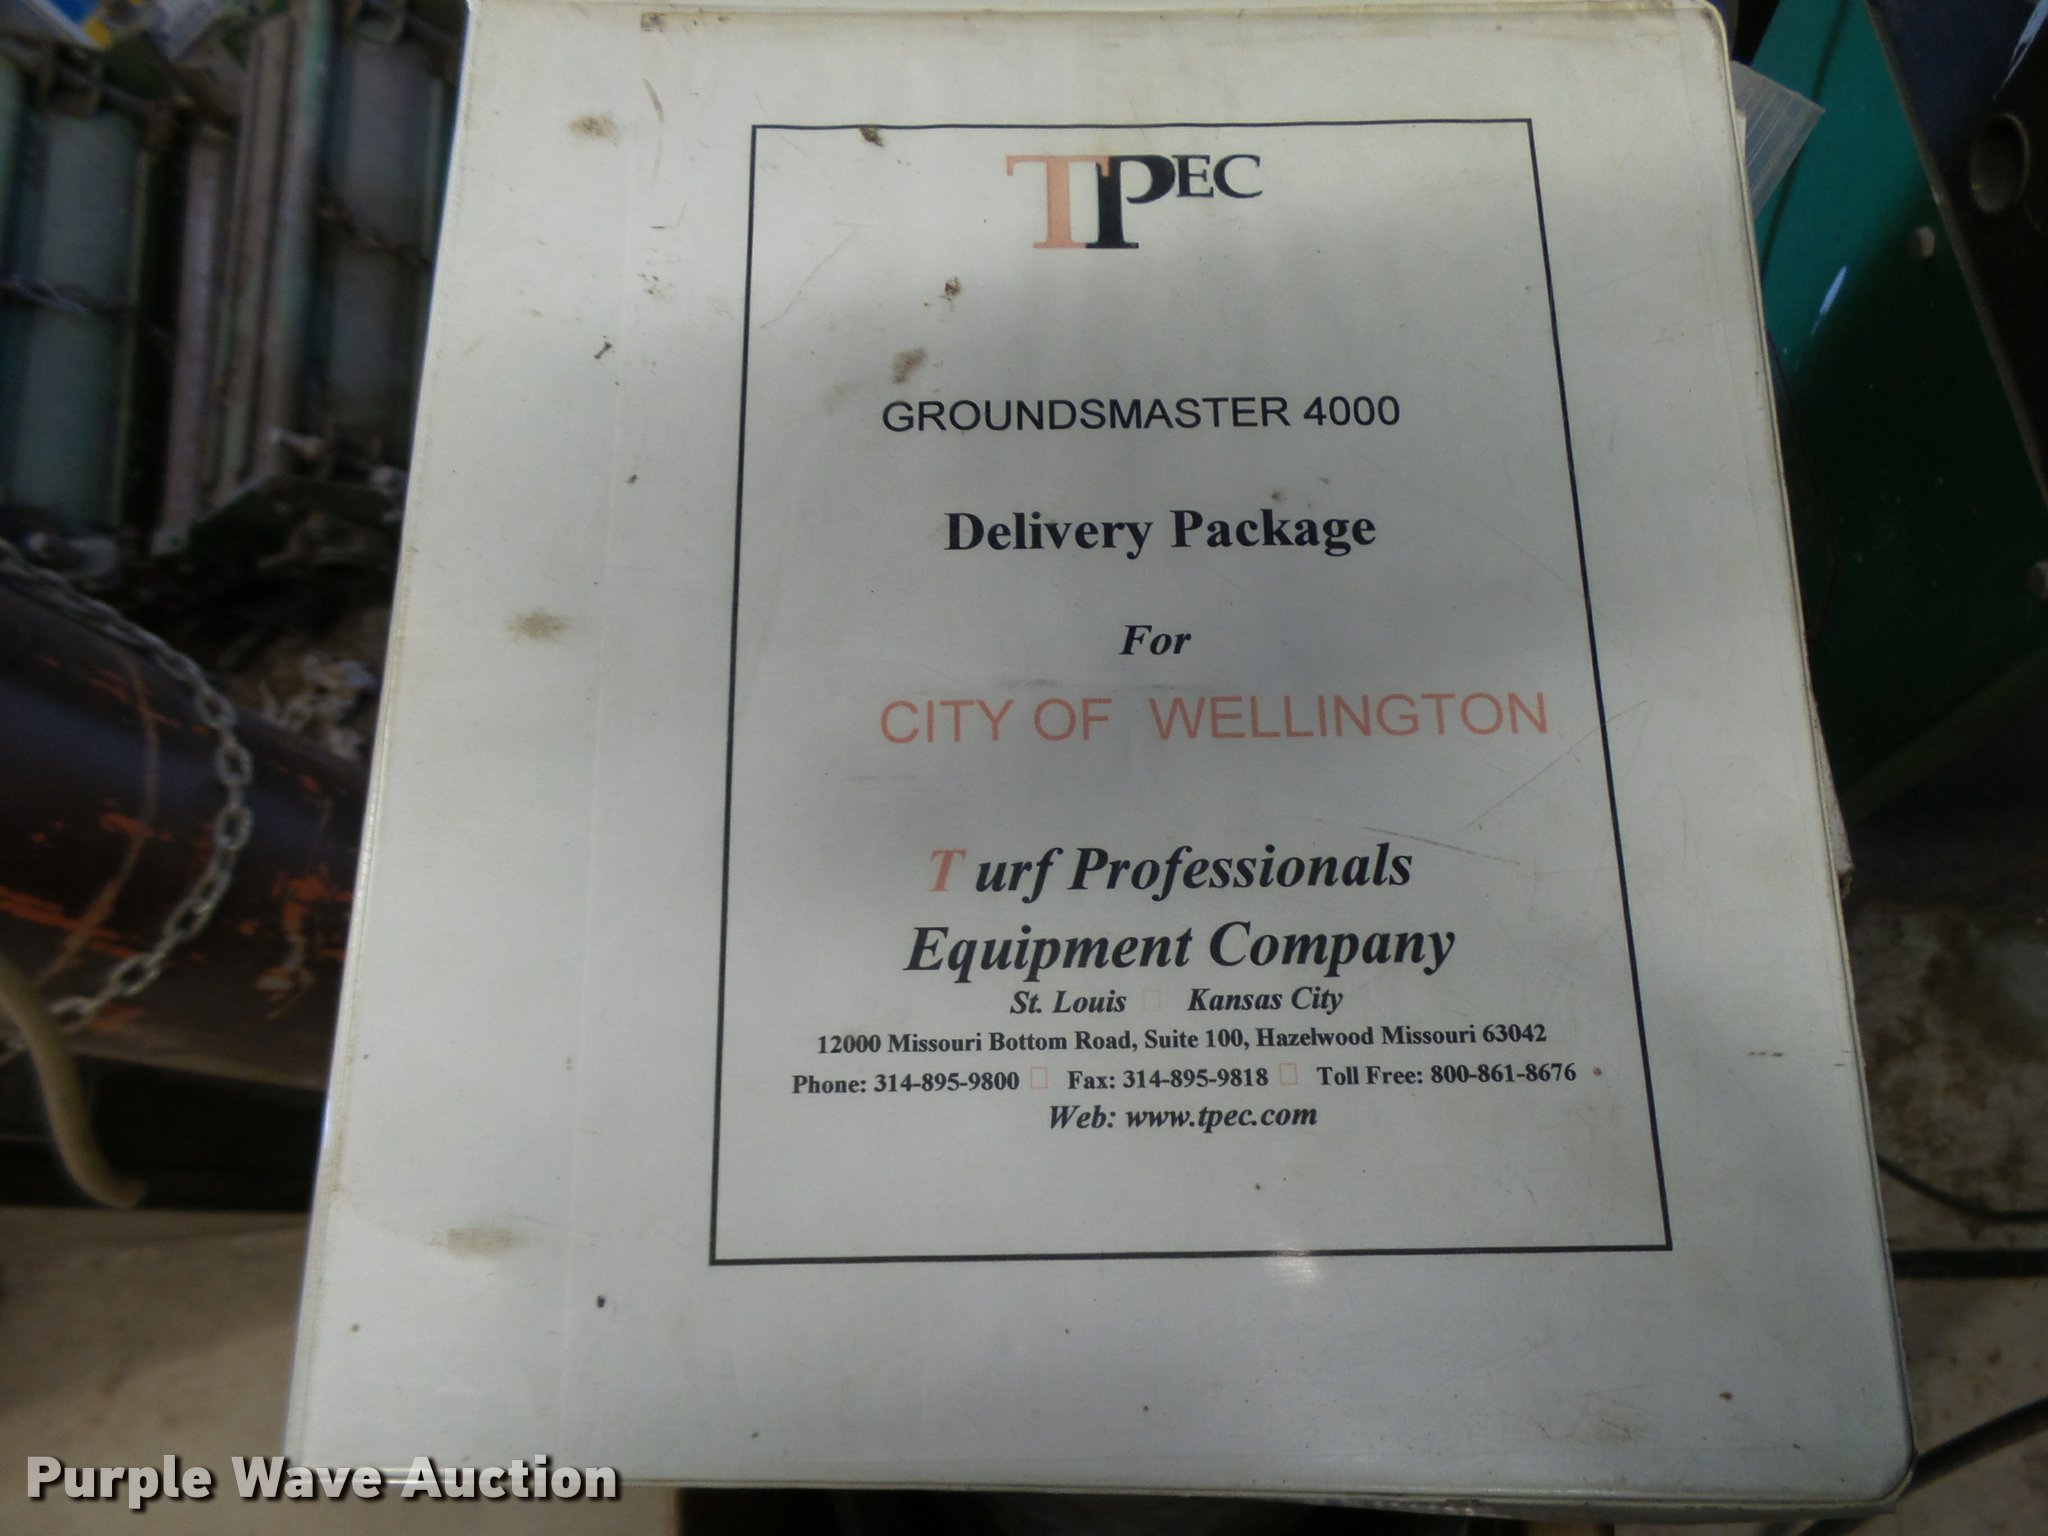 TPEC
GROUNDSMASTER 4000
Delivery Package
For
CITY OF WELLINGTON
T urf Professionals
Equipment Company
St. Louis Kansas City
12000 Missouri Bottom Road, Suite 100, Hazelwood Missouri 63042
Phone: 314-895-9800 Fax: 314-895-9818 Toll Free: 800-861-8676
Web: www.tpec.com
Purple Wave Auction